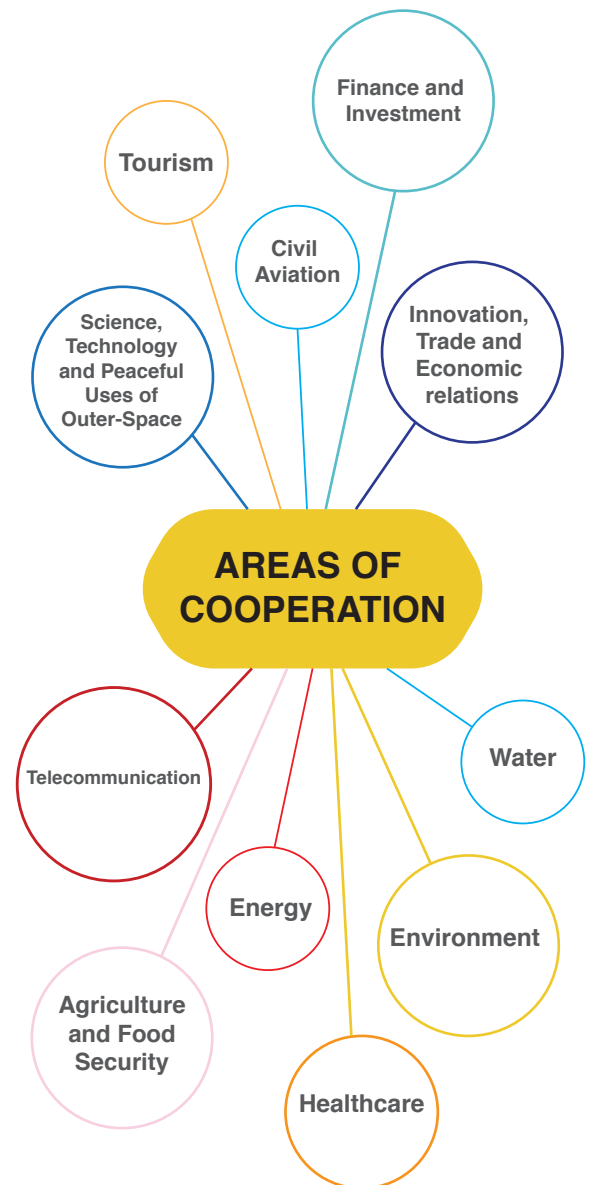 Finance and
Investment
Tourism
Civil
Aviation
Innovation,
Trade and
Economic
relations
Science,
Technology
and Peaceful
Uses of
Outer-Space
AREAS OF
COOPERATION
Telecommunication
Water
Energy
Environment
Agriculture
and Food
Security
Healthcare